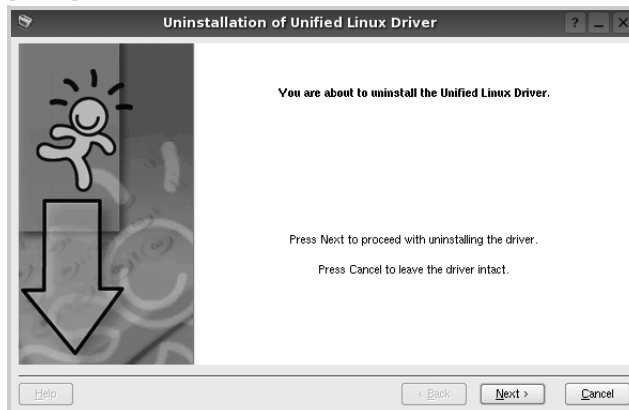 Uninstallation of Unified Linux Driver
You are about to uninstall the Unified Linux Driver.
Press Next to proceed with uninstalling the driver.
Press Cancel to leave the driver intact.
Help
< Back
Next >
Cancel